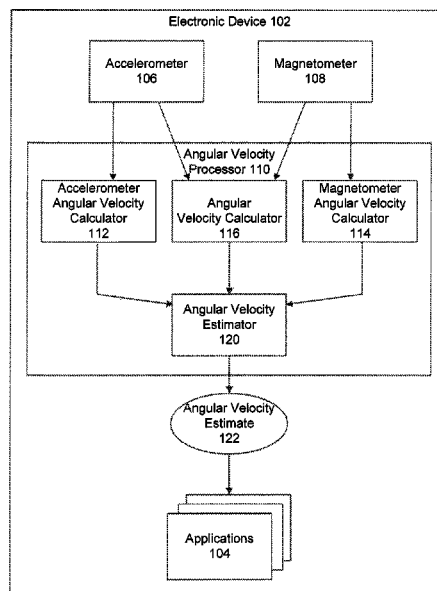 Electronic Device 102
Accelerometer
106
Magnetometer
108
Angular Velocity
Processor 110
Accelerometer
Angular Velocity
Calculator
112
Angular
Velocity Calculator
116
Magnetometer
Angular Velocity
Calculator
114
Angular Velocity
Estimator
120
Angular Velocity
Estimate
122
Applications
104